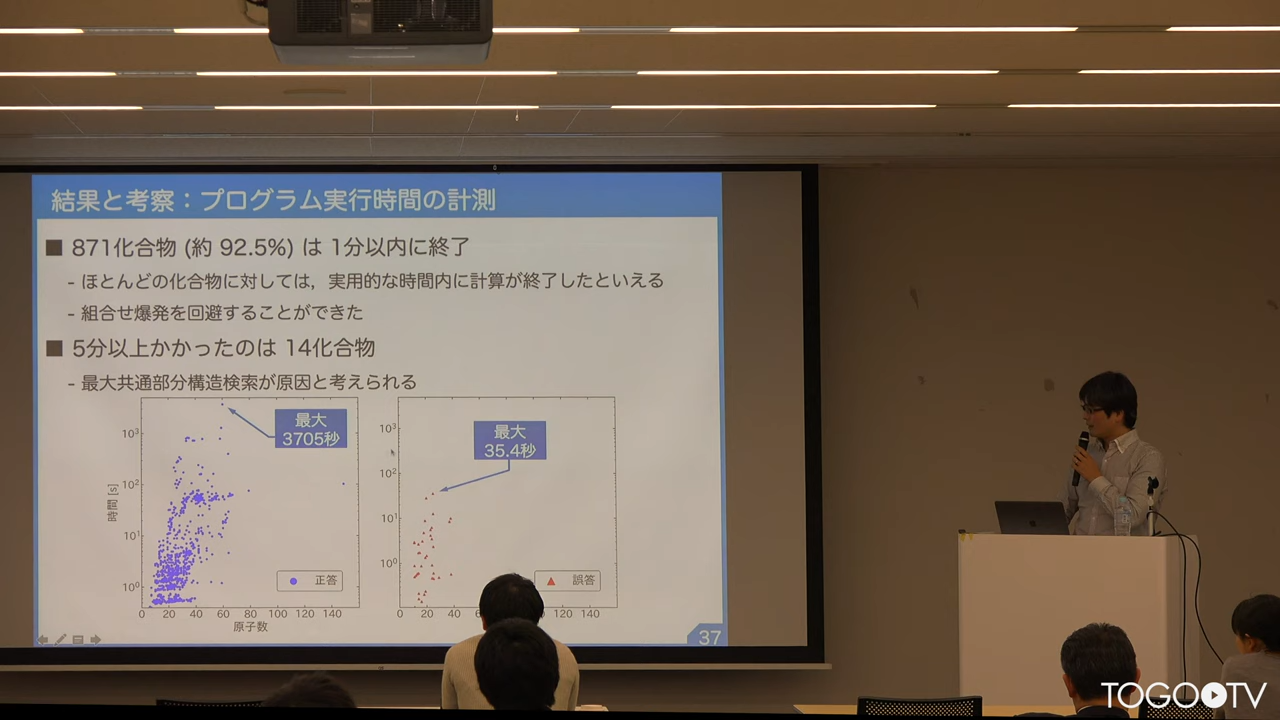 結果と考察：プログラム実行時間の計測
■ 871化合物 (約 92.5%) は 1分以内に終了
- ほとんどの化合物に対しては，実用的な時間内に計算が終了したといえる
- 組合せ爆発を回避することができた
■ 5分以上かかったのは 14化合物
- 最大共通部分構造検索が原因と考えられる
最大
3705秒
最大
35.4秒
10³
10²
10¹
10⁰
時間 [s]
正答
0 20 40 60 80 100 120 140
原子数
10³
10²
10¹
10⁰
誤答
0 20 40 120 140
37
TOGOTV